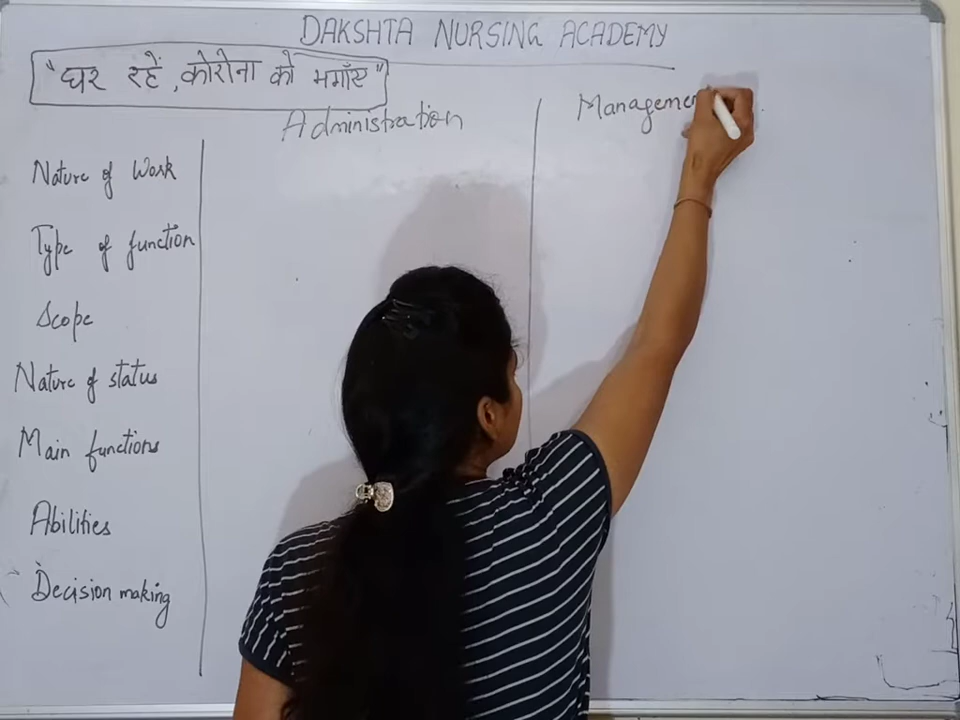 DAKSHTA NURSING ACADEMY
"घर रहें, कोरोना को भगाँए"
Administration
Managemen
Nature of Work
Type of function
Scope
Nature of status
Main functions
Abilities
Decision making